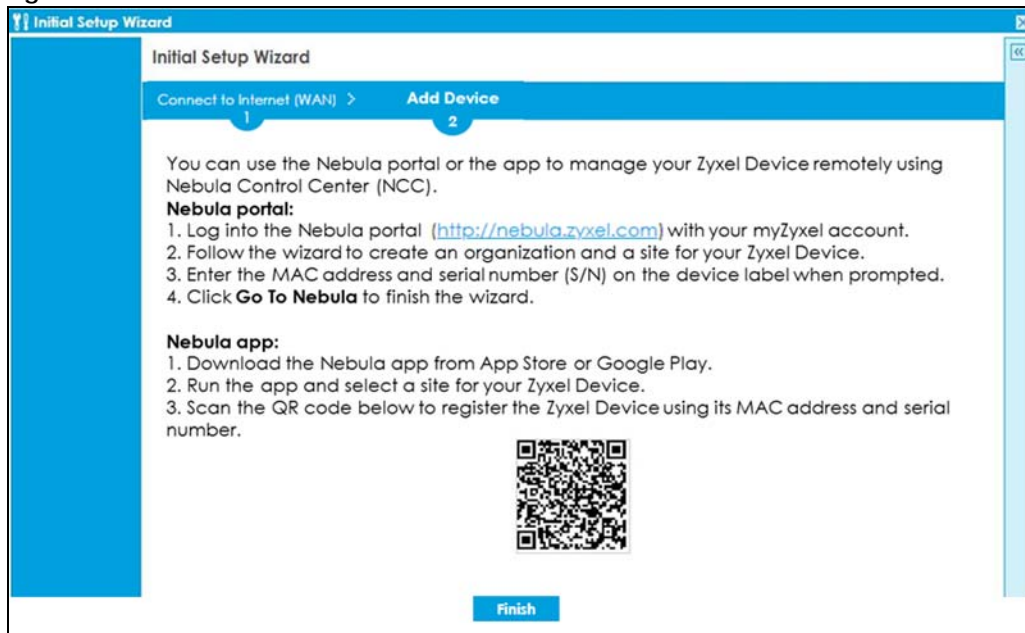 Initial Setup Wizard
Initial Setup Wizard
Connect to Internet (WAN) > Add Device
1 2
You can use the Nebula portal or the app to manage your Zyxel Device remotely using
Nebula Control Center (NCC).
Nebula portal:
1. Log into the Nebula portal (http://nebula.zyxel.com) with your myZyxel account.
2. Follow the wizard to create an organization and a site for your Zyxel Device.
3. Enter the MAC address and serial number (S/N) on the device label when prompted.
4. Click Go To Nebula to finish the wizard.
Nebula app:
1. Download the Nebula app from App Store or Google Play.
2. Run the app and select a site for your Zyxel Device.
3. Scan the QR code below to register the Zyxel Device using its MAC address and serial
number.
Finish